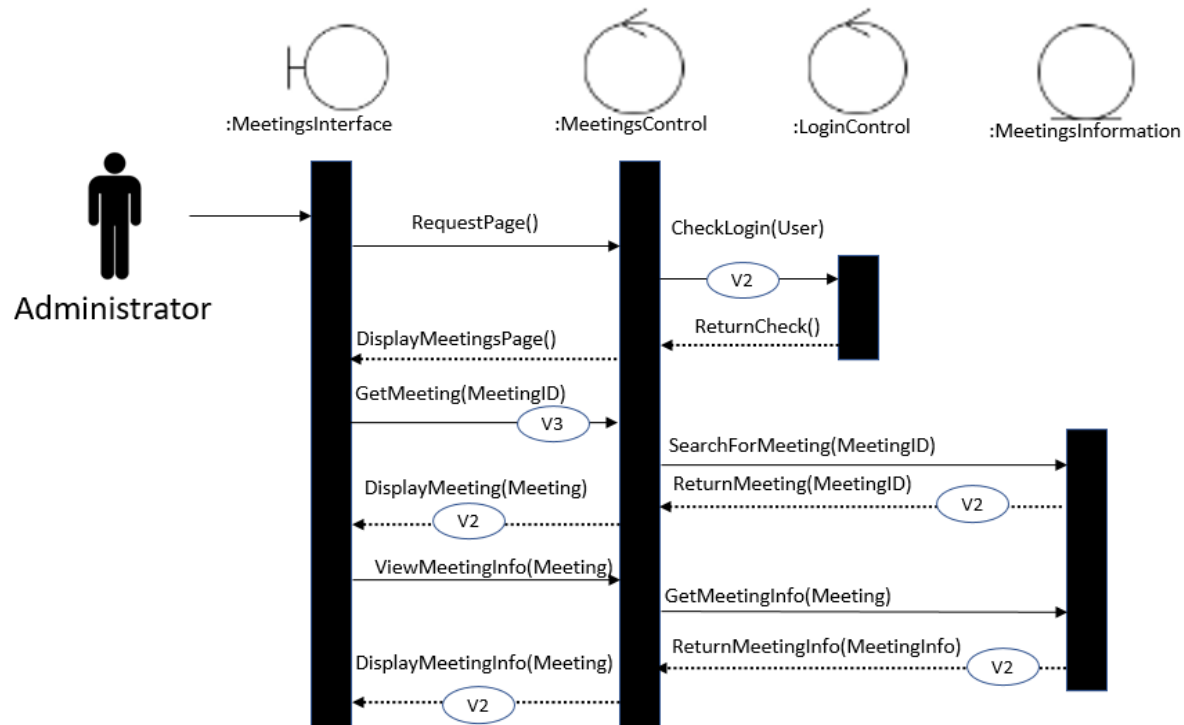 :MeetingsInterface
:MeetingsControl
:LoginControl
:MeetingsInformation
Administrator
RequestPage()
CheckLogin(User)
V2
ReturnCheck()
DisplayMeetingsPage()
GetMeeting(MeetingID)
V3
SearchForMeeting(MeetingID)
ReturnMeeting(MeetingID)
V2
DisplayMeeting(Meeting)
V2
ViewMeetingInfo(Meeting)
GetMeetingInfo(Meeting)
ReturnMeetingInfo(MeetingInfo)
V2
DisplayMeetingInfo(Meeting)
V2